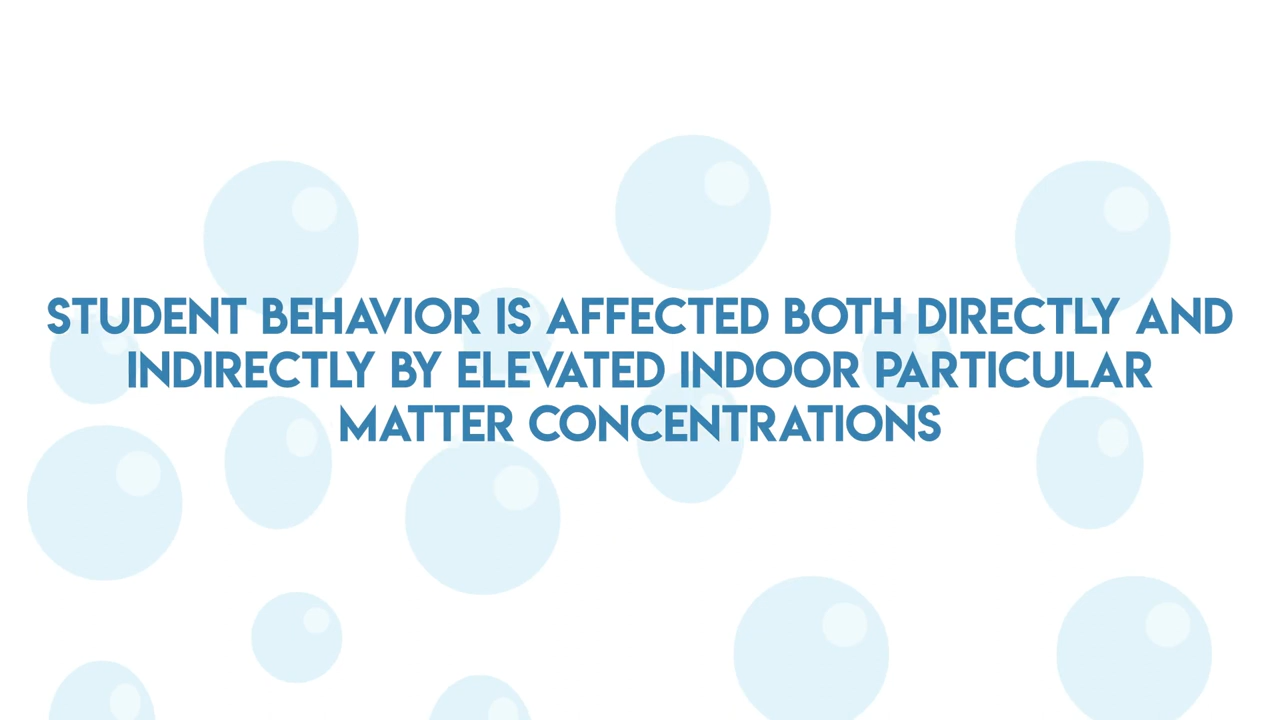 STUDENT BEHAVIOR IS AFFECTED BOTH DIRECTLY AND
INDIRECTLY BY ELEVATED INDOOR PARTICULAR
MATTER CONCENTRATIONS